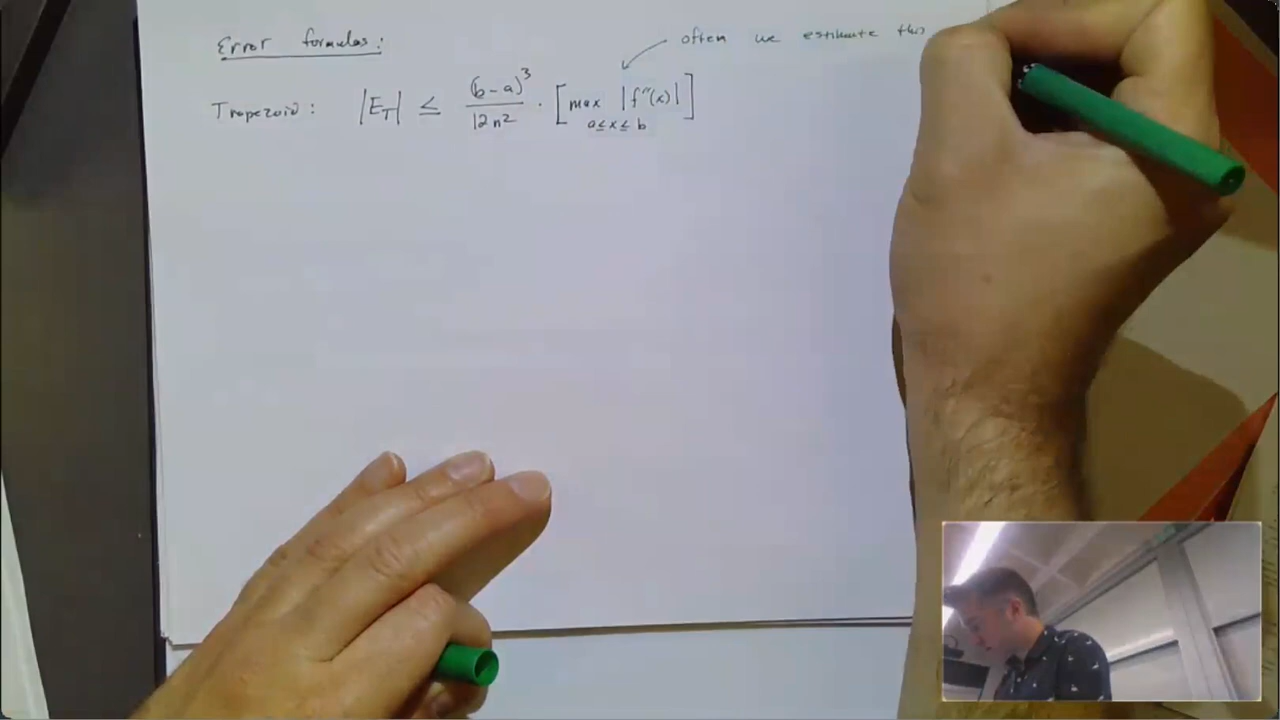 Error formulas:
often we estimate this
Trapezoid: |E_T| ≤ (b-a)^3 / 12n^2 · [max |f''(x)|]
a≤x≤b